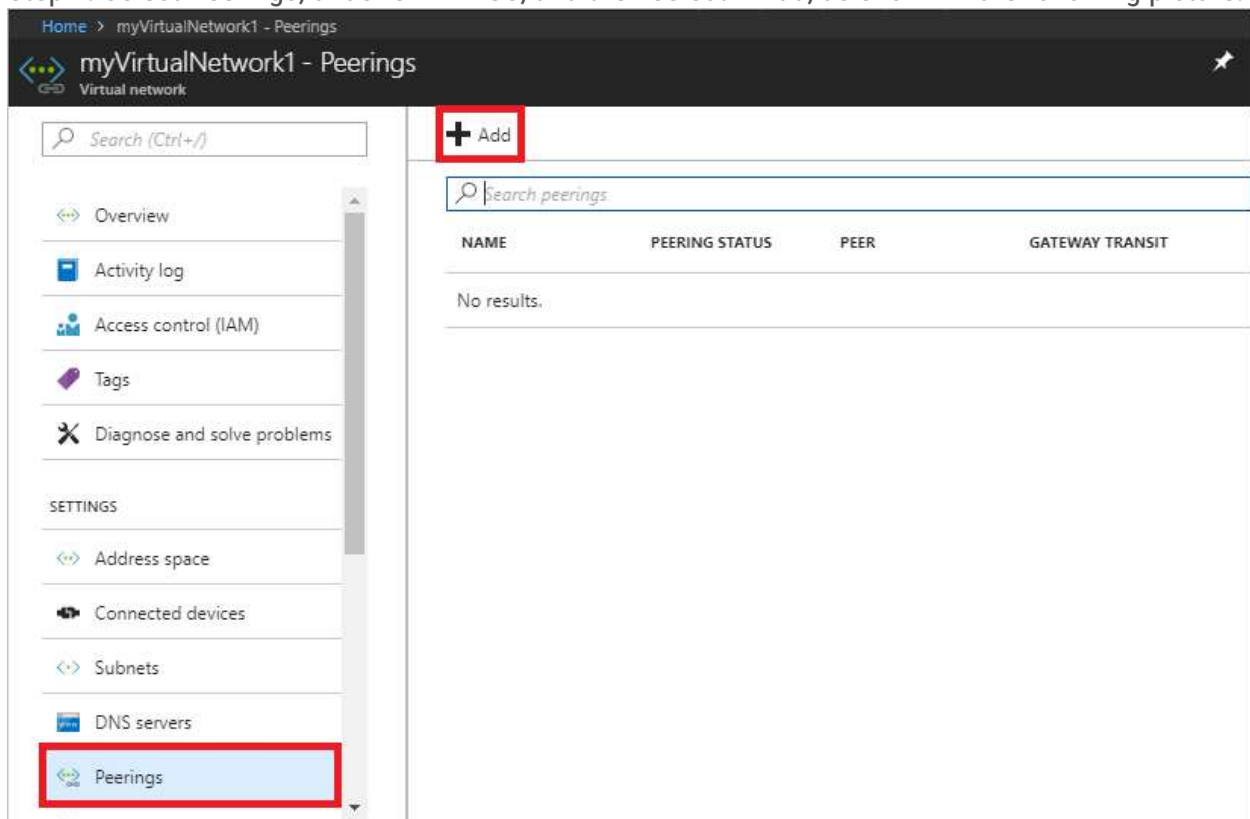 Home > myVirtualNetwork1 - Peerings
myVirtualNetwork1 - Peerings
Virtual network
Search (Ctrl+/)
Overview
Activity log
Access control (IAM)
Tags
Diagnose and solve problems
SETTINGS
Address space
Connected devices
Subnets
DNS servers
Peerings
+ Add
Search peerings
NAME PEERING STATUS PEER GATEWAY TRANSIT
No results.